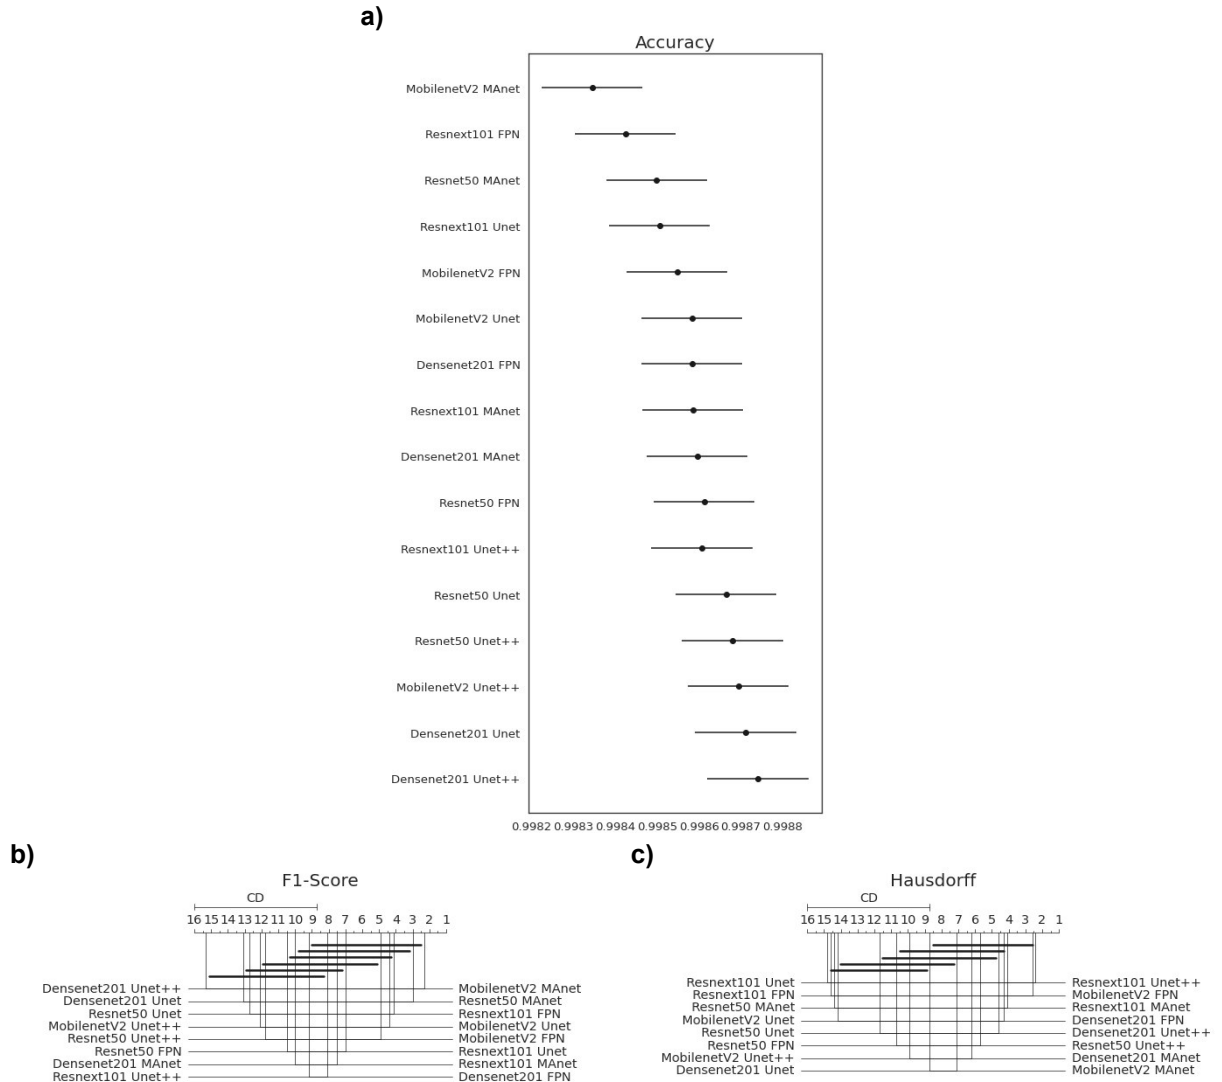 a)
Accuracy
MobilenetV2 MAnet
Resnext101 FPN
Resnet50 MAnet
Resnext101 Unet
MobilenetV2 FPN
MobilenetV2 Unet
Densenet201 FPN
Resnext101 MAnet
Densenet201 MAnet
Resnet50 FPN
Resnext101 Unet++
Resnet50 Unet
Resnet50 Unet++
MobilenetV2 Unet++
Densenet201 Unet
Densenet201 Unet++
0.9982 0.9983 0.9984 0.9985 0.9986 0.9987 0.9988
b)
F1-Score
CD
16 15 14 13 12 11 10 9 8 7 6 5 4 3 2 1
Densenet201 Unet++ MobilenetV2 MAnet
Densenet201 Unet Resnet50 MAnet
Resnet50 Unet Resnext101 FPN
MobilenetV2 Unet++ MobilenetV2 Unet
Resnet50 Unet++ MobilenetV2 FPN
Resnet50 FPN Resnext101 Unet
Densenet201 MAnet Resnext101 MAnet
Resnext101 Unet++ Densenet201 FPN
c)
Hausdorff
CD
16 15 14 13 12 11 10 9 8 7 6 5 4 3 2 1
Resnext101 Unet Resnext101 Unet++
Resnext101 FPN MobilenetV2 FPN
Resnet50 MAnet Resnext101 MAnet
MobilenetV2 Unet Densenet201 FPN
Resnet50 Unet Densenet201 Unet++
Resnet50 FPN Resnet50 Unet++
MobilenetV2 Unet++ Densenet201 MAnet
Densenet201 Unet MobilenetV2 MAnet